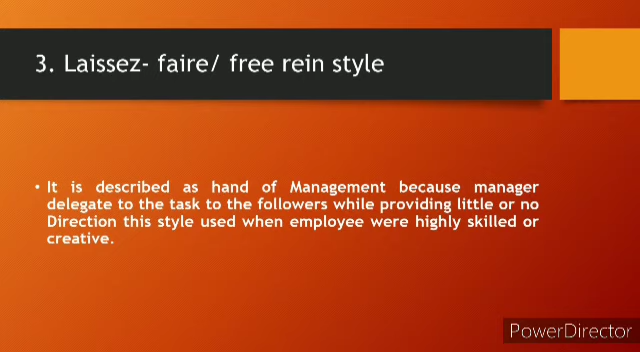 3. Laissez- faire/ free rein style
• It is described as hand of Management because manager
delegate to the task to the followers while providing little or no
Direction this style used when employee were highly skilled or
creative.
PowerDirector